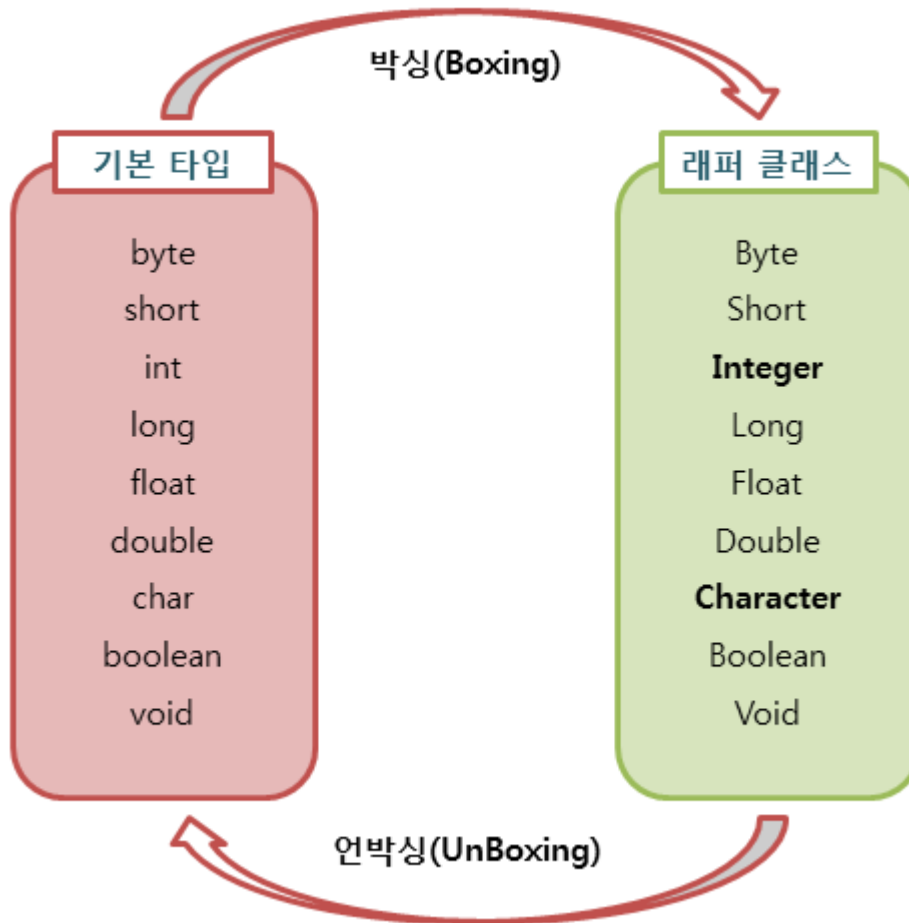 박싱(Boxing)
기본 타입
byte
short
int
long
float
double
char
boolean
void
래퍼 클래스
Byte
Short
Integer
Long
Float
Double
Character
Boolean
Void
언박싱(UnBoxing)